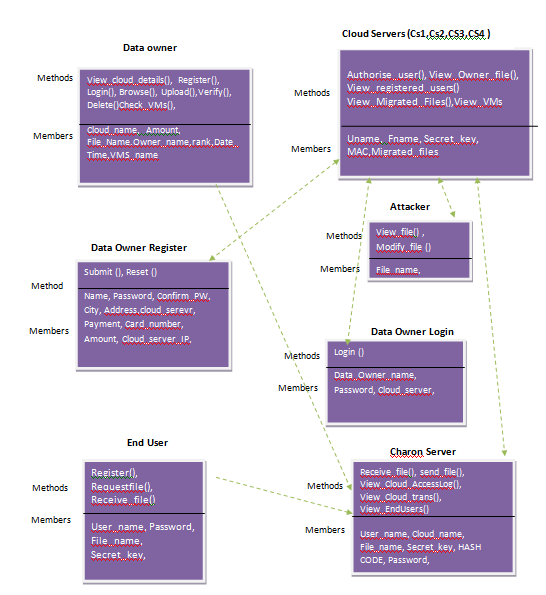 Data owner
Methods
View_cloud_details(), Register(),
Login(), Browse(), Upload(),Verify(),
Delete()Check_VMs(),
Members
Cloud_name, Amount,
File_Name.Owner_name,rank,Date
Time,VMS_name
Cloud Servers (Cs1,Cs2,CS3,CS4 )
Methods
Authorise_user(), View_Owner_file(),
View_registered_users()
View_Migrated_Files(),View_VMs
Members
Uname, Fname, Secret_key,
MAC,Migrated_files
Attacker
Methods
View_file() ,
Modify_file ()
Members
File_name,
Data Owner Register
Method
Submit (), Reset ()
Members
Name, Password, Confirm_PW,
City, Address,cloud_serevr,
Payment, Card_number,
Amount, Cloud_server_IP,
Data Owner Login
Methods
Login ()
Members
Data_Owner_name,
Password, Cloud_server,
End User
Methods
Register(),
Requestfile(),
Receive_file()
Members
User_name, Password,
File_name,
Secret_key,
Charon Server
Methods
Receive_file(), send_file(),
View_Cloud_AccessLog(),
View_Cloud_trans(),
View_EndUsers()
Members
User_name, Cloud_name,
File_name, Secret_key, HASH
CODE, Password,